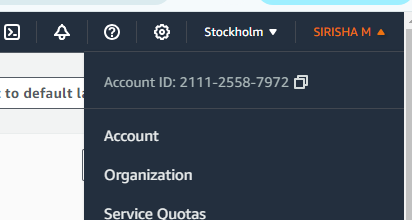 Stockholm ▼ SIRISHA M ▲
Account ID: 2111-2558-7972
t to default la
Account
Organization
Service Quotas